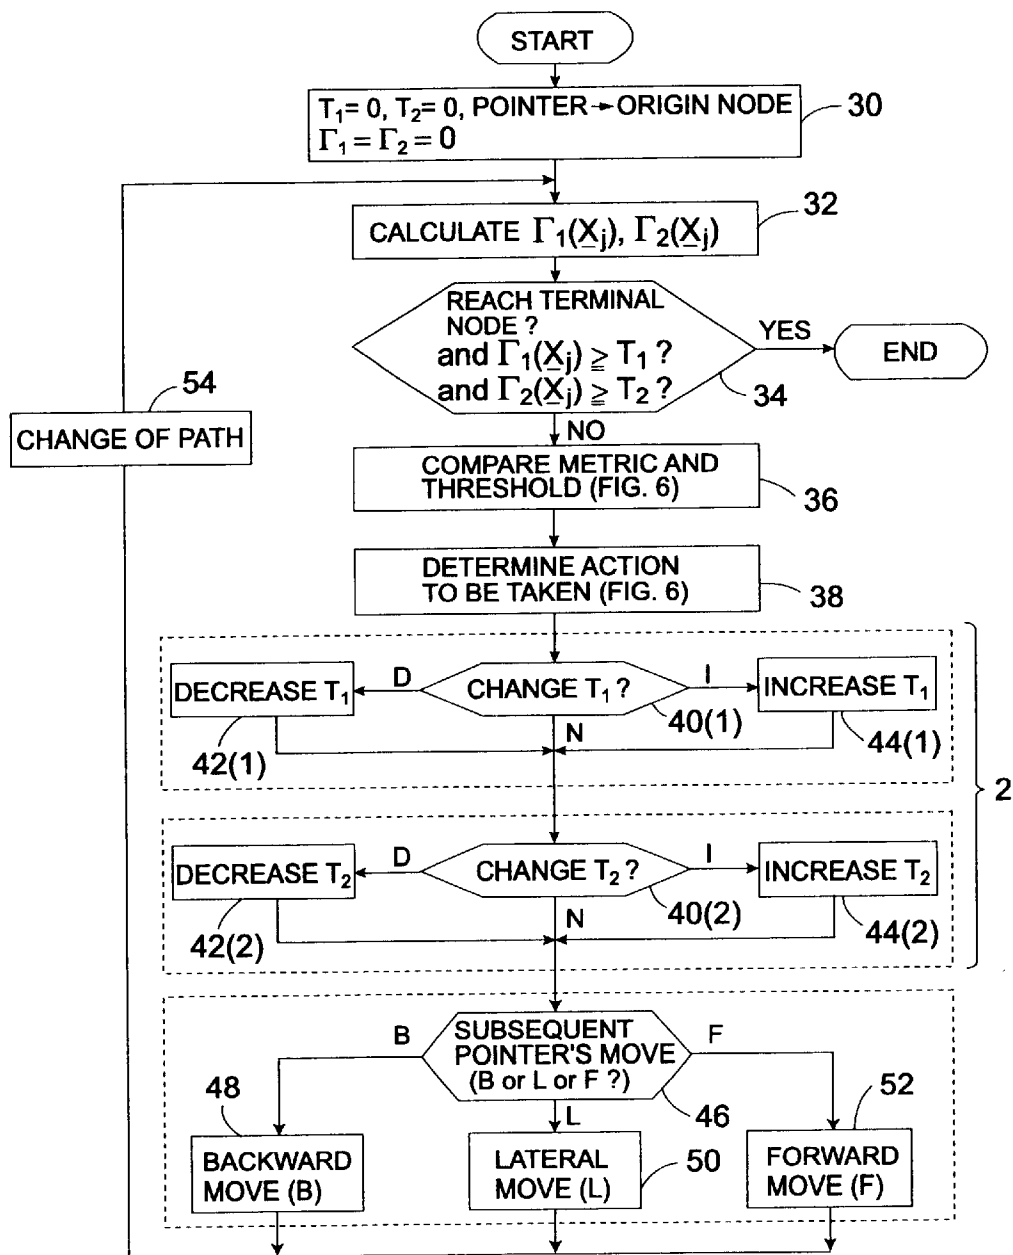 START
T₁= 0, T₂= 0, POINTER → ORIGIN NODE
Γ₁ = Γ₂ = 0
30
32
CALCULATE Γ₁(X̲ⱼ), Γ₂(X̲ⱼ)
REACH TERMINAL
NODE ?
and Γ₁(X̲ⱼ) ≧ T₁ ?
and Γ₂(X̲ⱼ) ≧ T₂ ?
YES
END
34
54
CHANGE OF PATH
NO
COMPARE METRIC AND
THRESHOLD (FIG. 6)
36
DETERMINE ACTION
TO BE TAKEN (FIG. 6)
38
DECREASE T₁
D
CHANGE T₁ ?
I
INCREASE T₁
42(1)
N
40(1)
44(1)
2
DECREASE T₂
D
CHANGE T₂ ?
I
INCREASE T₂
42(2)
N
40(2)
44(2)
B
SUBSEQUENT
POINTER'S MOVE
(B or L or F ?)
F
48
L
46
52
BACKWARD
MOVE (B)
LATERAL
MOVE (L)
50
FORWARD
MOVE (F)